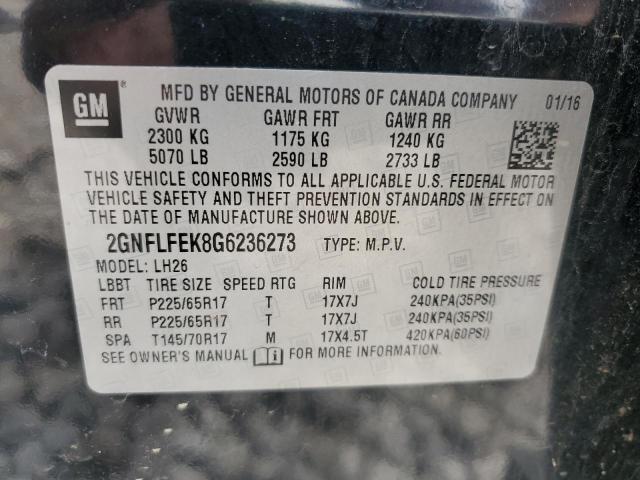 GM
MFD BY GENERAL MOTORS OF CANADA COMPANY 01/16
GVWR GAWR FRT GAWR RR
2300 KG 1175 KG 1240 KG
5070 LB 2590 LB 2733 LB
THIS VEHICLE CONFORMS TO ALL APPLICABLE U.S. FEDERAL MOTOR
VEHICLE SAFETY AND THEFT PREVENTION STANDARDS IN EFFECT
ON THE DATE OF MANUFACTURE SHOWN ABOVE.
2GNFLFEK8G6236273 TYPE: M.P.V.
MODEL: LH26
LBBT TIRE SIZE SPEED RTG RIM COLD TIRE PRESSURE
FRT P225/65R17 T 17X7J 240KPA(35PSI)
RR P225/65R17 T 17X7J 240KPA(35PSI)
SPA T145/70R17 M 17X4.5T 420KPA(60PSI)
SEE OWNER'S MANUAL FOR MORE INFORMATION.